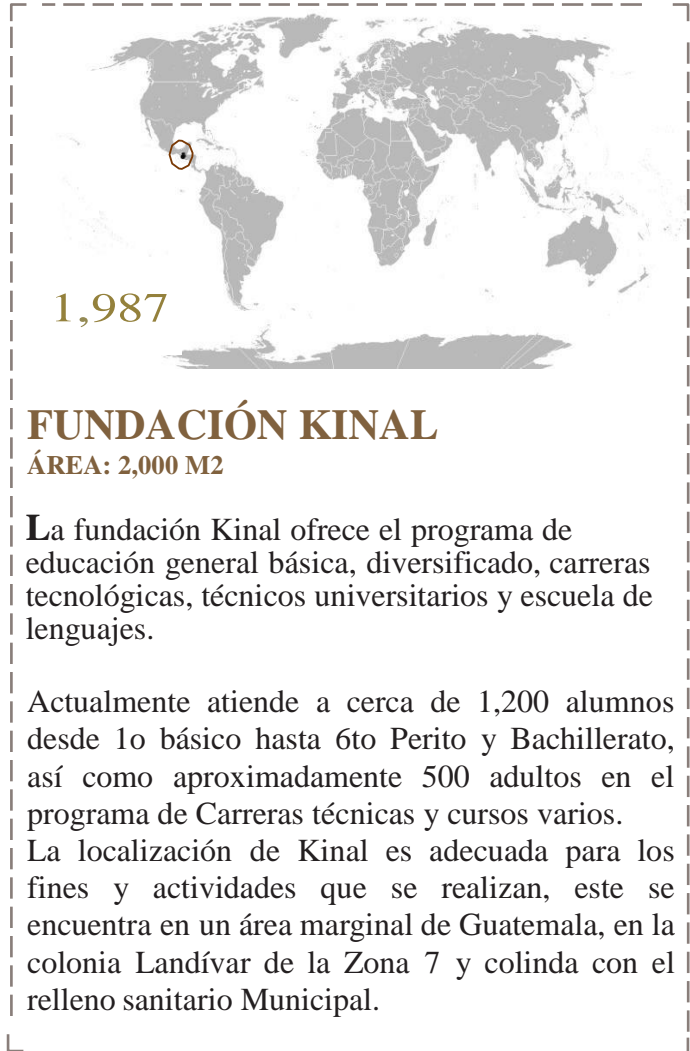 1,987
FUNDACIÓN KINAL
ÁREA: 2,000 M2
La fundación Kinal ofrece el programa de
educación general básica, diversificado, carreras
tecnológicas, técnicos universitarios y escuela de
lenguajes.
Actualmente atiende a cerca de 1,200 alumnos
desde 1o básico hasta 6to Perito y Bachillerato,
así como aproximadamente 500 adultos en el
programa de Carreras técnicas y cursos varios.
La localización de Kinal es adecuada para los
fines y actividades que se realizan, este se
encuentra en un área marginal de Guatemala, en la
colonia Landívar de la Zona 7 y colinda con el
relleno sanitario Municipal.